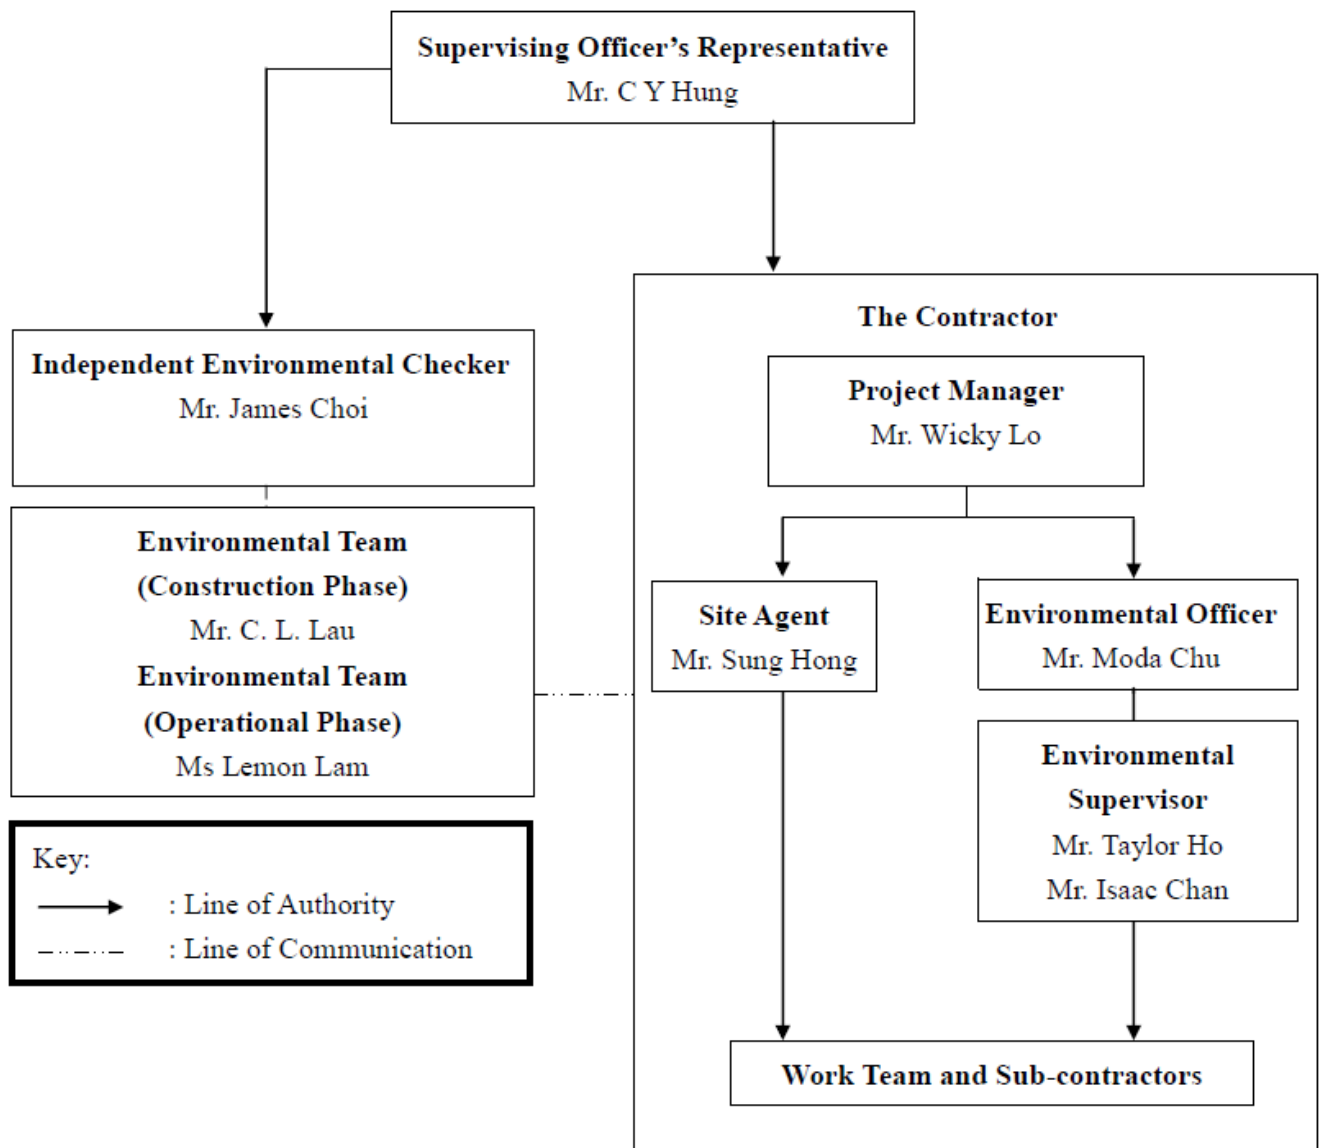 Supervising Officer’s Representative
Mr. C Y Hung
Independent Environmental Checker
Mr. James Choi
Environmental Team
(Construction Phase)
Mr. C. L. Lau
Environmental Team
(Operational Phase)
Ms Lemon Lam
Key:
: Line of Authority
: Line of Communication
The Contractor
Project Manager
Mr. Wicky Lo
Site Agent
Mr. Sung Hong
Environmental Officer
Mr. Moda Chu
Environmental
Supervisor
Mr. Taylor Ho
Mr. Isaac Chan
Work Team and Sub-contractors